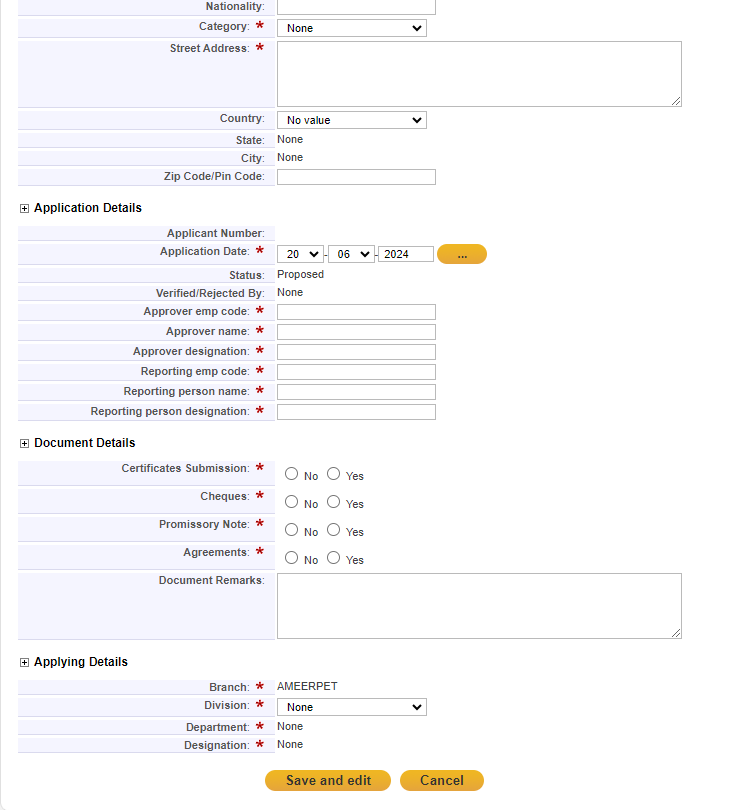 Nationality:
Category: * None
Street Address: *
Country: No value
State: None
City: None
Zip Code/Pin Code:
Application Details
Applicant Number:
Application Date: * 20 - 06 - 2024 ...
Status: Proposed
Verified/Rejected By: None
Approver emp code: *
Approver name: *
Approver designation: *
Reporting emp code: *
Reporting person name: *
Reporting person designation: *
Document Details
Certificates Submission: * No Yes
Cheques: * No Yes
Promissory Note: * No Yes
Agreements: * No Yes
Document Remarks:
Applying Details
Branch: * AMEERPET
Division: * None
Department: * None
Designation: * None
Save and edit Cancel